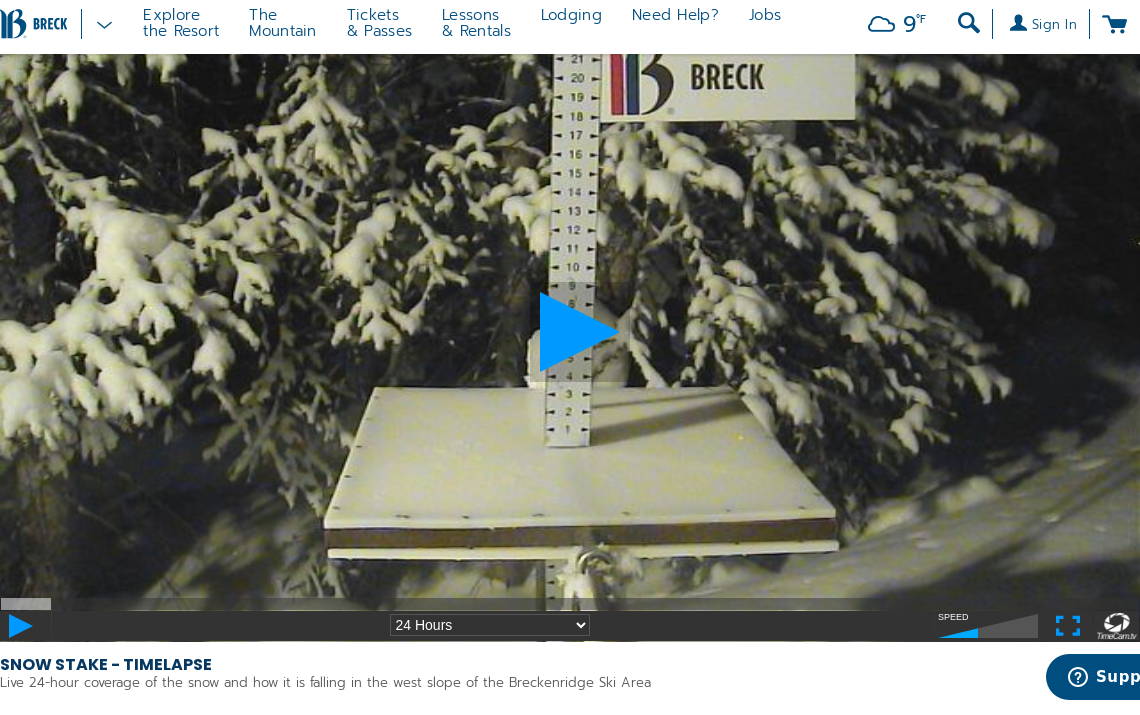 BRECK
Explore
the Resort
The
Mountain
Tickets
& Passes
Lessons
& Rentals
Lodging
Need Help?
Jobs
9°F
Sign In
BRECK
21
20
19
18
17
16
15
14
13
12
11
10
9
8
5
4
3
2
1
24 Hours
SPEED
TimeCam.tv
SNOW STAKE - TIMELAPSE
Live 24-hour coverage of the snow and how it is falling in the west slope of the Breckenridge Ski Area
Supp